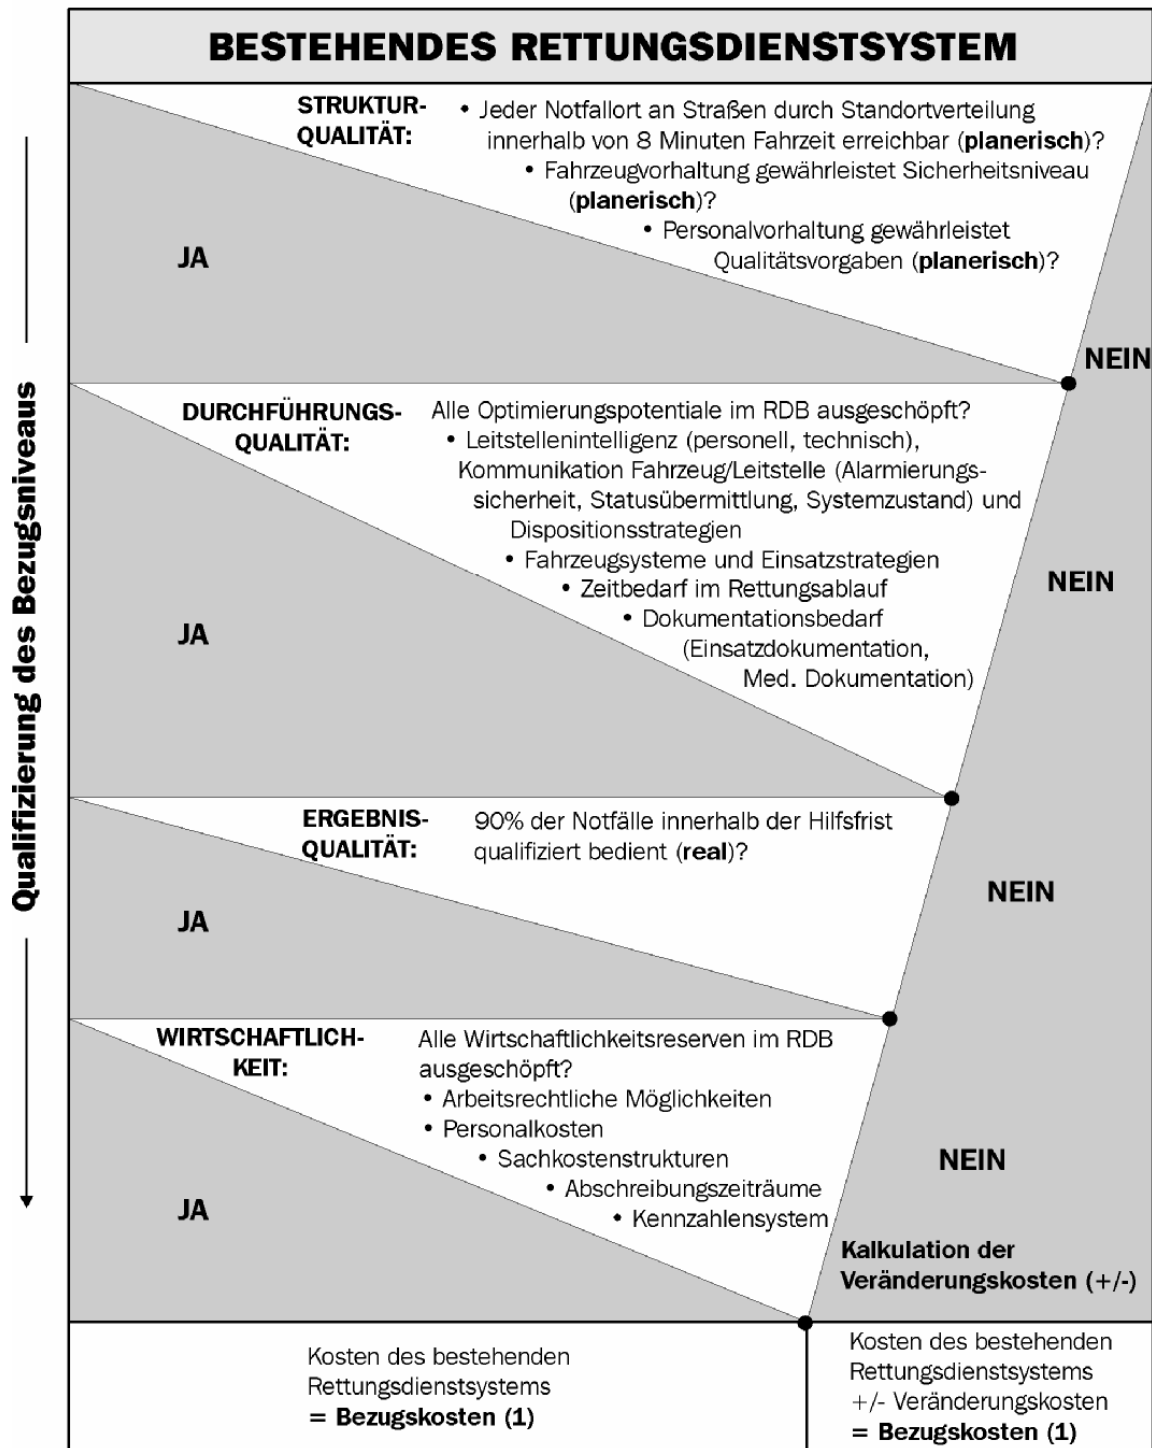 BESTEHENDES RETTUNGSDIENSTSYSTEM
Qualifizierung des Bezugsniveaus
STRUKTUR-
QUALITÄT:
• Jeder Notfallort an Straßen durch Standortverteilung
innerhalb von 8 Minuten Fahrzeit erreichbar (planerisch)?
• Fahrzeugvorhaltung gewährleistet Sicherheitsniveau
(planerisch)?
• Personalvorhaltung gewährleistet
Qualitätsvorgaben (planerisch)?
JA
NEIN
DURCHFÜHRUNGS-
QUALITÄT:
Alle Optimierungspotentiale im RDB ausgeschöpft?
• Leitstellenintelligenz (personell, technisch),
Kommunikation Fahrzeug/Leitstelle (Alarmierungs-
sicherheit, Statusübermittlung, Systemzustand) und
Dispositionsstrategien
• Fahrzeugsysteme und Einsatzstrategien
• Zeitbedarf im Rettungsablauf
• Dokumentationsbedarf
(Einsatzdokumentation,
Med. Dokumentation)
JA
NEIN
ERGEBNIS-
QUALITÄT:
90% der Notfälle innerhalb der Hilfsfrist
qualifiziert bedient (real)?
JA
NEIN
WIRTSCHAFTLICH-
KEIT:
Alle Wirtschaftlichkeitsreserven im RDB
ausgeschöpft?
• Arbeitsrechtliche Möglichkeiten
• Personalkosten
• Sachkostenstrukturen
• Abschreibungszeiträume
• Kennzahlensystem
JA
NEIN
Kalkulation der
Veränderungskosten (+/-)
Kosten des bestehenden
Rettungsdienstsystems
= Bezugskosten (1)
Kosten des bestehenden
Rettungsdienstsystems
+/- Veränderungskosten
= Bezugskosten (1)